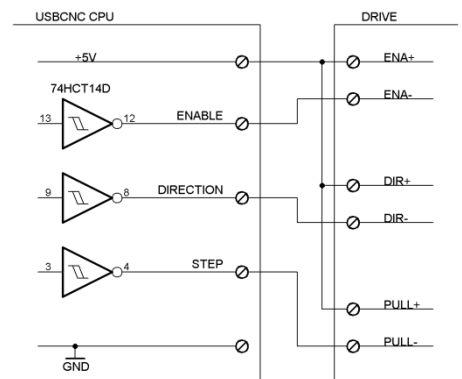 USBCNC CPU
DRIVE
+5V
ENA+
74HCT14D
ENA-
13
12
ENABLE
9
8
DIRECTION
DIR+
DIR-
3
4
STEP
PULL+
PULL-
GND